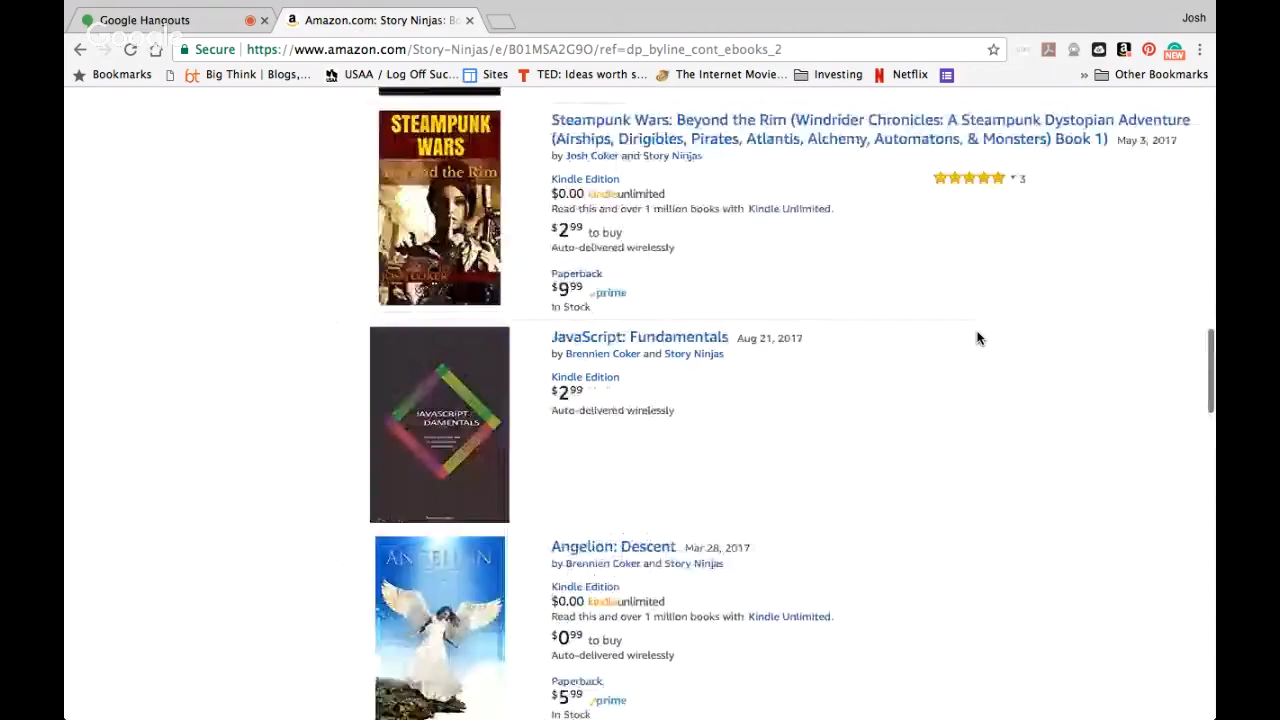 Google Hangouts
Amazon.com: Story Ninjas: Bo
Josh
Google
Secure
https://www.amazon.com/Story-Ninjas/e/B01MSA2G9O/ref=dp_byline_cont_ebooks_2
NEW
Bookmarks
Big Think | Blogs,...
USAA / Log Off Suc...
Sites
TED: Ideas worth s...
The Internet Movie...
Investing
Netflix
» Other Bookmarks
STEAMPUNK
WARS
Beyond the Rim
JOSH COKER
Steampunk Wars: Beyond the Rim (Windrider Chronicles: A Steampunk Dystopian Adventure
(Airships, Dirigibles, Pirates, Atlantis, Alchemy, Automatons, & Monsters) Book 1) May 3, 2017
by Josh Coker and Story Ninjas
Kindle Edition
3
$0.00 kindleunlimited
Read this and over 1 million books with Kindle Unlimited.
$2.99 to buy
Auto-delivered wirelessly
Paperback
$9.99 prime
In Stock
JAVASCRIPT
DAMENTALS
JavaScript: Fundamentals Aug 21, 2017
by Brennien Coker and Story Ninjas
Kindle Edition
$2.99
Auto-delivered wirelessly
ANGELION
Angelion: Descent Mar 28, 2017
by Brennien Coker and Story Ninjas
Kindle Edition
$0.00 kindleunlimited
Read this and over 1 million books with Kindle Unlimited.
$0.99 to buy
Auto-delivered wirelessly
Paperback
$5.99 prime
In Stock